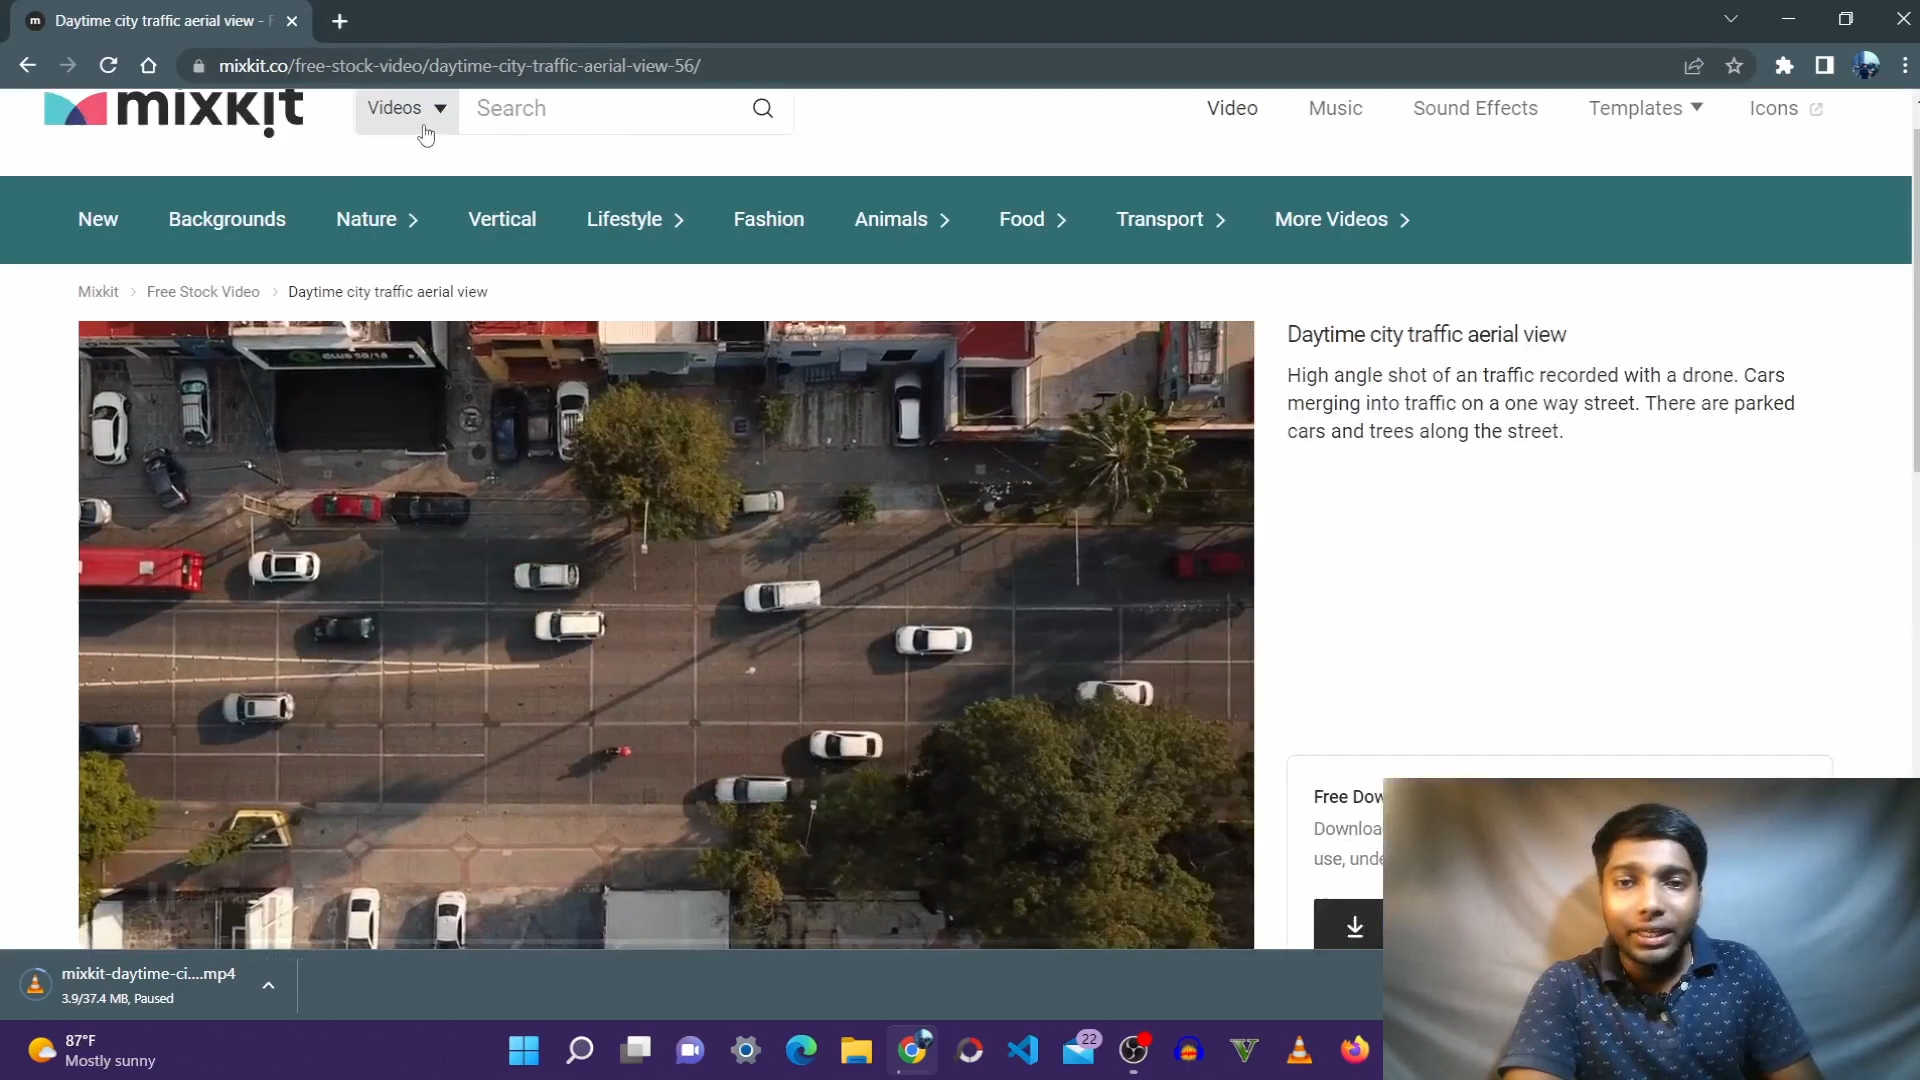 Daytime city traffic aerial view - F
mixkit.co/free-stock-video/daytime-city-traffic-aerial-view-56/
mixkit
Videos
Search
Video
Music
Sound Effects
Templates
Icons
New
Backgrounds
Nature
Vertical
Lifestyle
Fashion
Animals
Food
Transport
More Videos
Mixkit
Free Stock Video
Daytime city traffic aerial view
Daytime city traffic aerial view
High angle shot of an traffic recorded with a drone. Cars
merging into traffic on a one way street. There are parked
cars and trees along the street.
Free Dow
Downloa
use, unde
mixkit-daytime-ci....mp4
3.9/37.4 MB, Paused
87°F
Mostly sunny
22